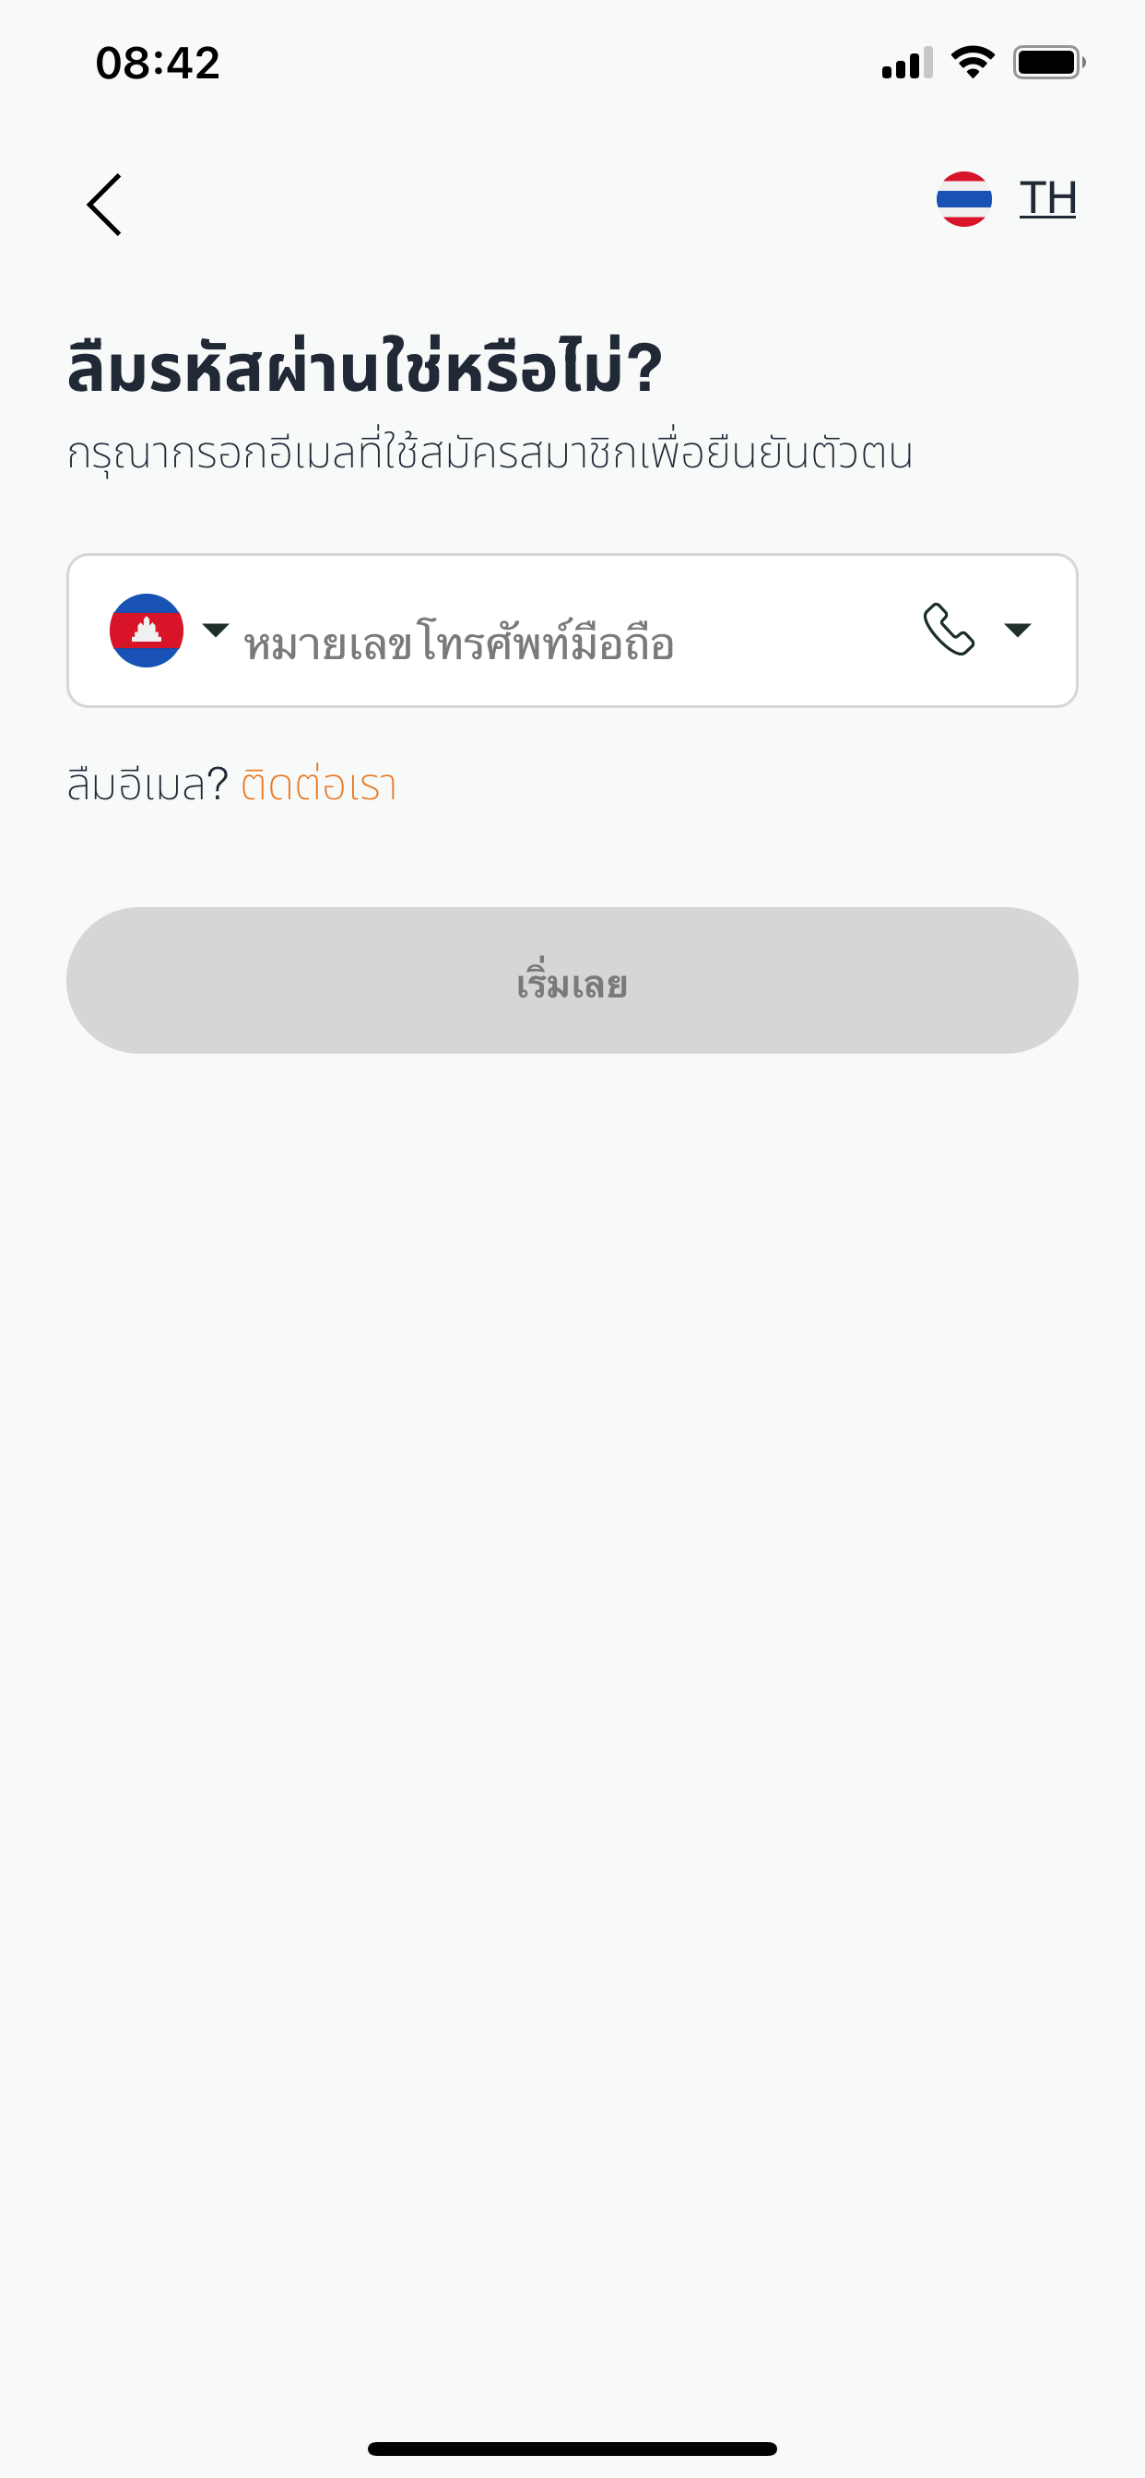 08:42
TH
ลืมรหัสผ่านใช่หรือไม่?
กรุณากรอกอีเมลที่ใช้สมัครสมาชิกเพื่อยืนยันตัวตน
หมายเลขโทรศัพท์มือถือ
ลืมอีเมล? ติดต่อเรา
เริ่มเลย